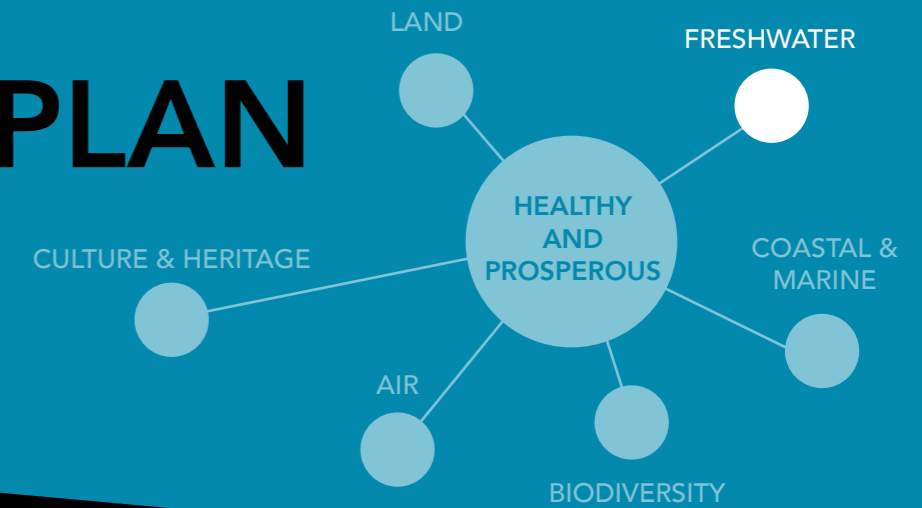 LAND
FRESHWATER
PLAN
HEALTHY
AND
PROSPEROUS
CULTURE & HERITAGE
COASTAL &
MARINE
AIR
BIODIVERSITY